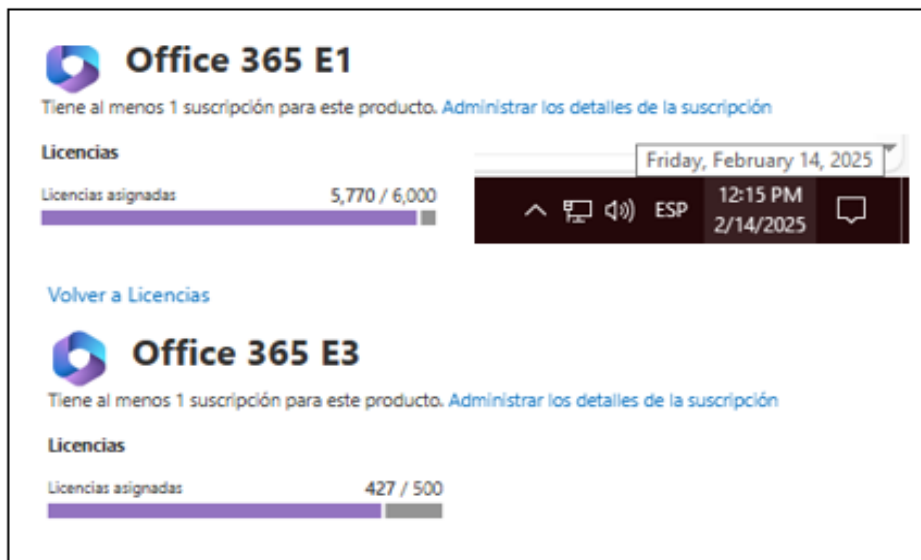 Office 365 E1
Tiene al menos 1 suscripción para este producto. Administrar los detalles de la suscripción
Licencias
Licencias asignadas 5,770 / 6,000
Friday, February 14, 2025
ESP
12:15 PM
2/14/2025
Volver a Licencias
Office 365 E3
Tiene al menos 1 suscripción para este producto. Administrar los detalles de la suscripción
Licencias
Licencias asignadas 427 / 500